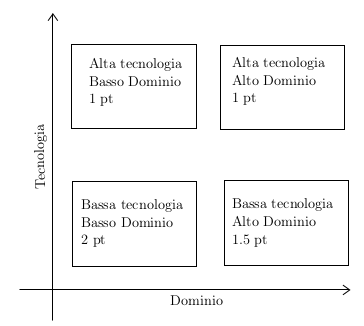 Alta tecnologia
Basso Dominio
1 pt
Alta tecnologia
Alto Dominio
1 pt
Tecnologia
Bassa tecnologia
Basso Dominio
2 pt
Bassa tecnologia
Alto Dominio
1.5 pt
Dominio